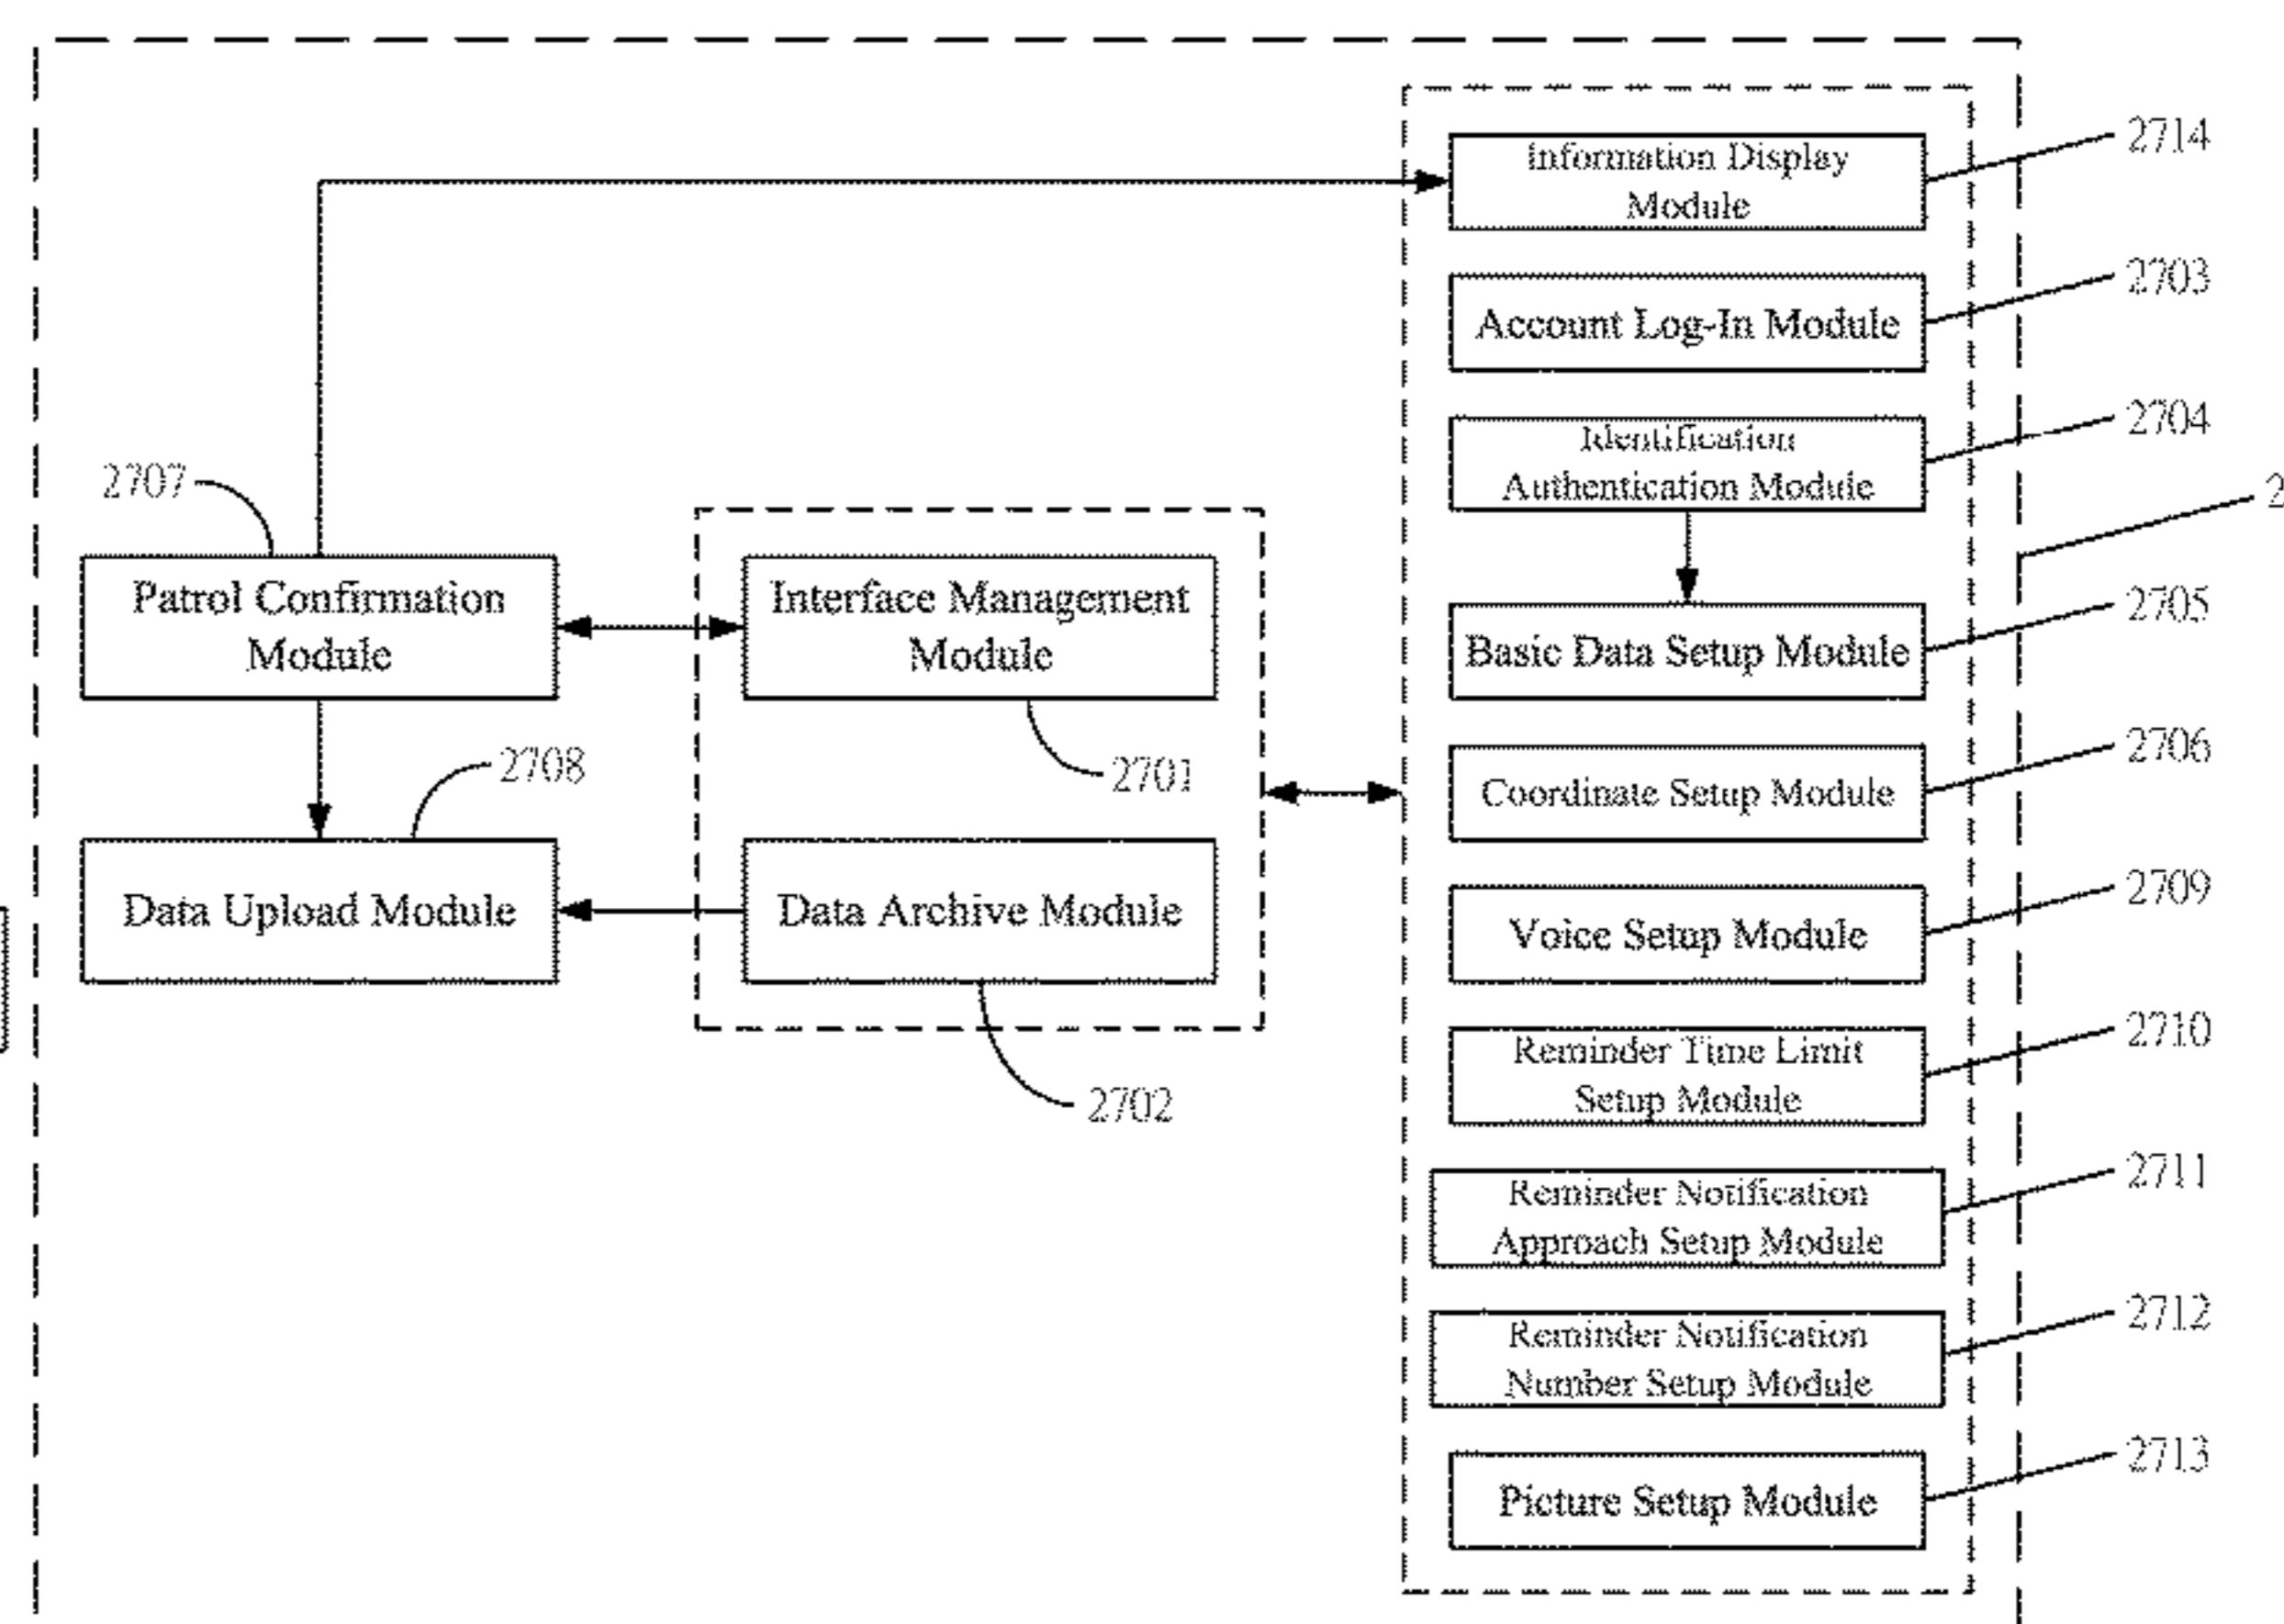 Information Display
Module
2714
Account Log-In Module
2703
Identification
Authentication Module
2704
2707
Patrol Confirmation
Module
Interface Management
Module
2701
2
Basic Data Setup Module
2705
Coordinate Setup Module
2706
2708
Data Upload Module
Data Archive Module
2702
Voice Setup Module
2709
Reminder Time Limit
Setup Module
2710
Reminder Notification
Approach Setup Module
2711
Reminder Notification
Number Setup Module
2712
Picture Setup Module
2713